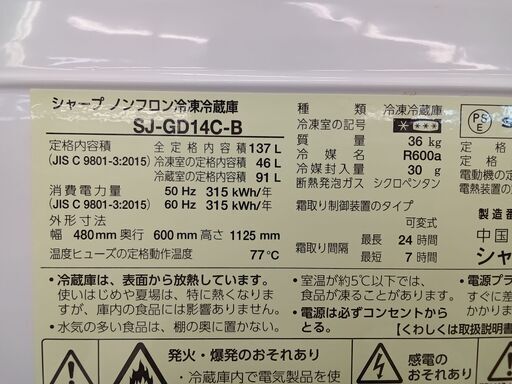 シャープ ノンフロン冷凍冷蔵庫
SJ-GD14C-B
定格内容積
(JIS C 9801-3:2015)
全定格内容積 137 L
冷凍室の定格内容積 46 L
冷蔵室の定格内容積 91 L
消費電力量 50 Hz 315 kWh/年
(JIS C 9801-3:2015) 60 Hz 315 kWh/年
外形寸法
幅 480mm 奥行 600mm 高さ 1125 mm
温度ヒューズの定格動作温度 77℃
種類 冷凍冷蔵庫
冷凍室の記号 * ***
質量 36 kg
冷媒名 R600a
冷媒封入量 30 g
断熱発泡ガス シクロペンタン
霜取り制御装置のタイプ
可変式
霜取り間隔 最長 24 時間
最短 7 時間
PS
E
定格内
電動機の定
電熱装置の定
製造番
中国
シャ
・冷蔵庫は、表面から放熱しています。
使いはじめや夏場は、特に熱くなりま
すが、庫内の食品には影響ありません。
・水気の多い食品は、棚の奥に置かない。
・室温が約5℃以下では、
食品が凍ることがあります。
・電源は必ずコンセントから
とる。
【くわしくは取扱説明書
・電源プラ
すぐに差
かかりま
発火・爆発のおそれあり
・冷蔵庫内で電気製品を使
感電の
おそれあり